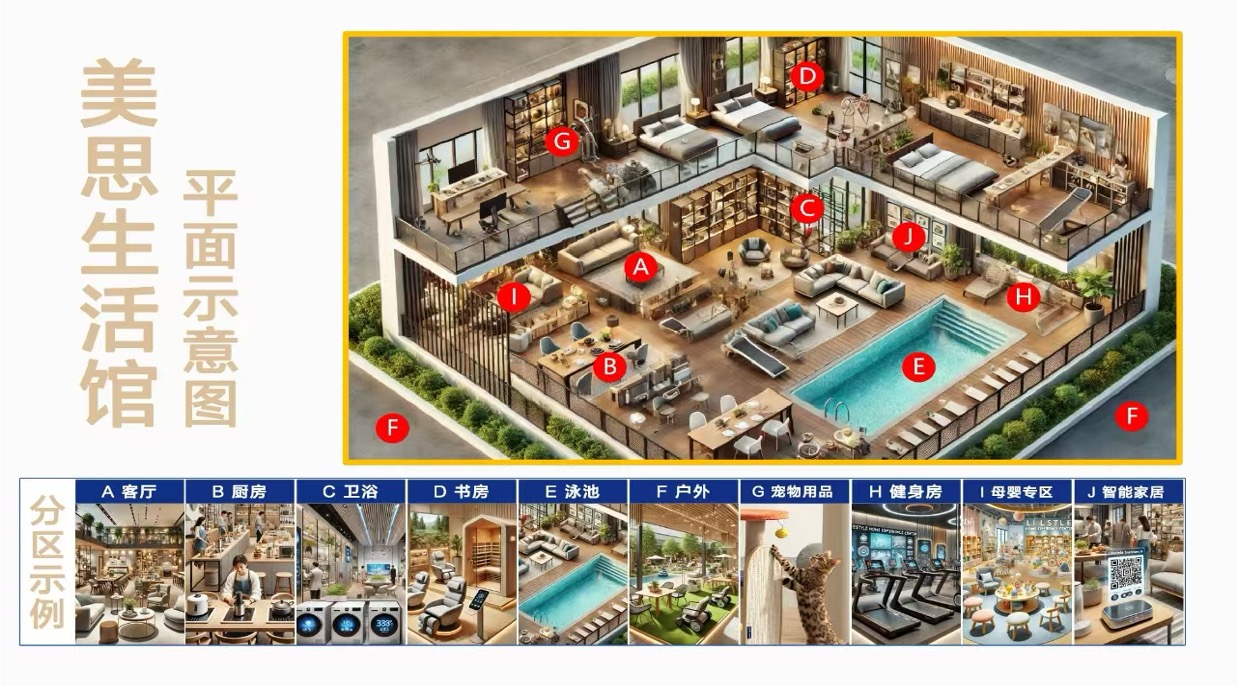 美思生活馆
平面示意图
D
G
C
J
A
I
H
B
E
F
F
分区示例
A 客厅
B 厨房
C 卫浴
D 书房
E 泳池
F 户外
G 宠物用品
H 健身房
I 母婴专区
J 智能家居